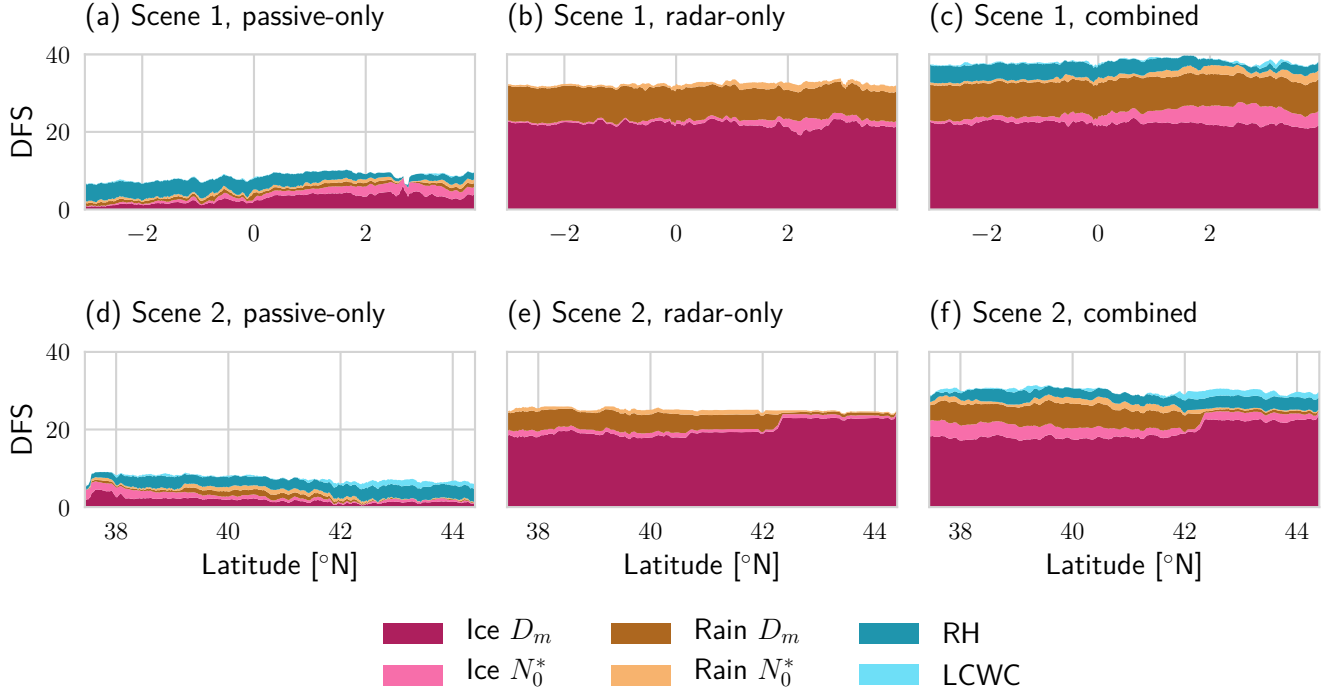 (a) Scene 1, passive-only
(b) Scene 1, radar-only
(c) Scene 1, combined
DFS
40
20
0
−2
0
2
−2
0
2
−2
0
2
(d) Scene 2, passive-only
(e) Scene 2, radar-only
(f) Scene 2, combined
DFS
40
20
0
38
40
42
44
38
40
42
44
38
40
42
44
Latitude [°N]
Latitude [°N]
Latitude [°N]
Ice $D_m$
Rain $D_m$
RH
Ice $N_0^*$
Rain $N_0^*$
LCWC